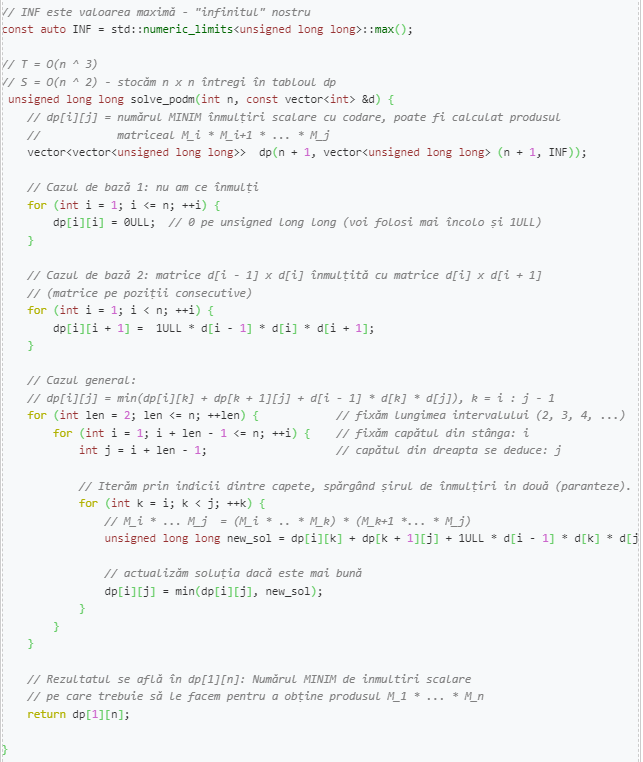 // INF este valoarea maximă - "infinitul" nostru
const auto INF = std::numeric_limits<unsigned long long>::max();

// T = O(n ^ 3)
// S = O(n ^ 2) - stocăm n x n întregi în tabloul dp
unsigned long long solve_podm(int n, const vector<int> &d) {
    // dp[i][j] = numărul MINIM înmulțiri scalare cu codare, poate fi calculat produsul
    //            matriceal M_i * M_i+1 * ... * M_j
    vector<vector<unsigned long long>>  dp(n + 1, vector<unsigned long long> (n + 1, INF));

    // Cazul de bază 1: nu am ce înmulți
    for (int i = 1; i <= n; ++i) {
        dp[i][i] = 0ULL;  // 0 pe unsigned long long (voi folosi mai încolo și 1ULL)
    }

    // Cazul de bază 2: matrice d[i - 1] x d[i] înmulțită cu matrice d[i] x d[i + 1]
    // (matrice pe poziții consecutive)
    for (int i = 1; i < n; ++i) {
        dp[i][i + 1] =  1ULL * d[i - 1] * d[i] * d[i + 1];
    }

    // Cazul general:
    // dp[i][j] = min(dp[i][k] + dp[k + 1][j] + d[i - 1] * d[k] * d[j]), k = i : j - 1
    for (int len = 2; len <= n; ++len) {            // fixăm lungimea intervalului (2, 3, 4, ...)
        for (int i = 1; i + len - 1 <= n; ++i) {    // fixăm capătul din stânga: i
            int j = i + len - 1;                    // capătul din dreapta se deduce: j

            // Iterăm prin indicii dintre capete, spărgând șirul de înmulțiri in două (paranteze).
            for (int k = i; k < j; ++k) {
                // M_i * ... M_j  = (M_i * .. * M_k) * (M_k+1 *... * M_j)
                unsigned long long new_sol = dp[i][k] + dp[k + 1][j] + 1ULL * d[i - 1] * d[k] * d[j

                // actualizăm soluția dacă este mai bună
                dp[i][j] = min(dp[i][j], new_sol);
            }
        }
    }

    // Rezultatul se află în dp[1][n]: Numărul MINIM de inmultiri scalare
    // pe care trebuie să le facem pentru a obține produsul M_1 * ... * M_n
    return dp[1][n];

}